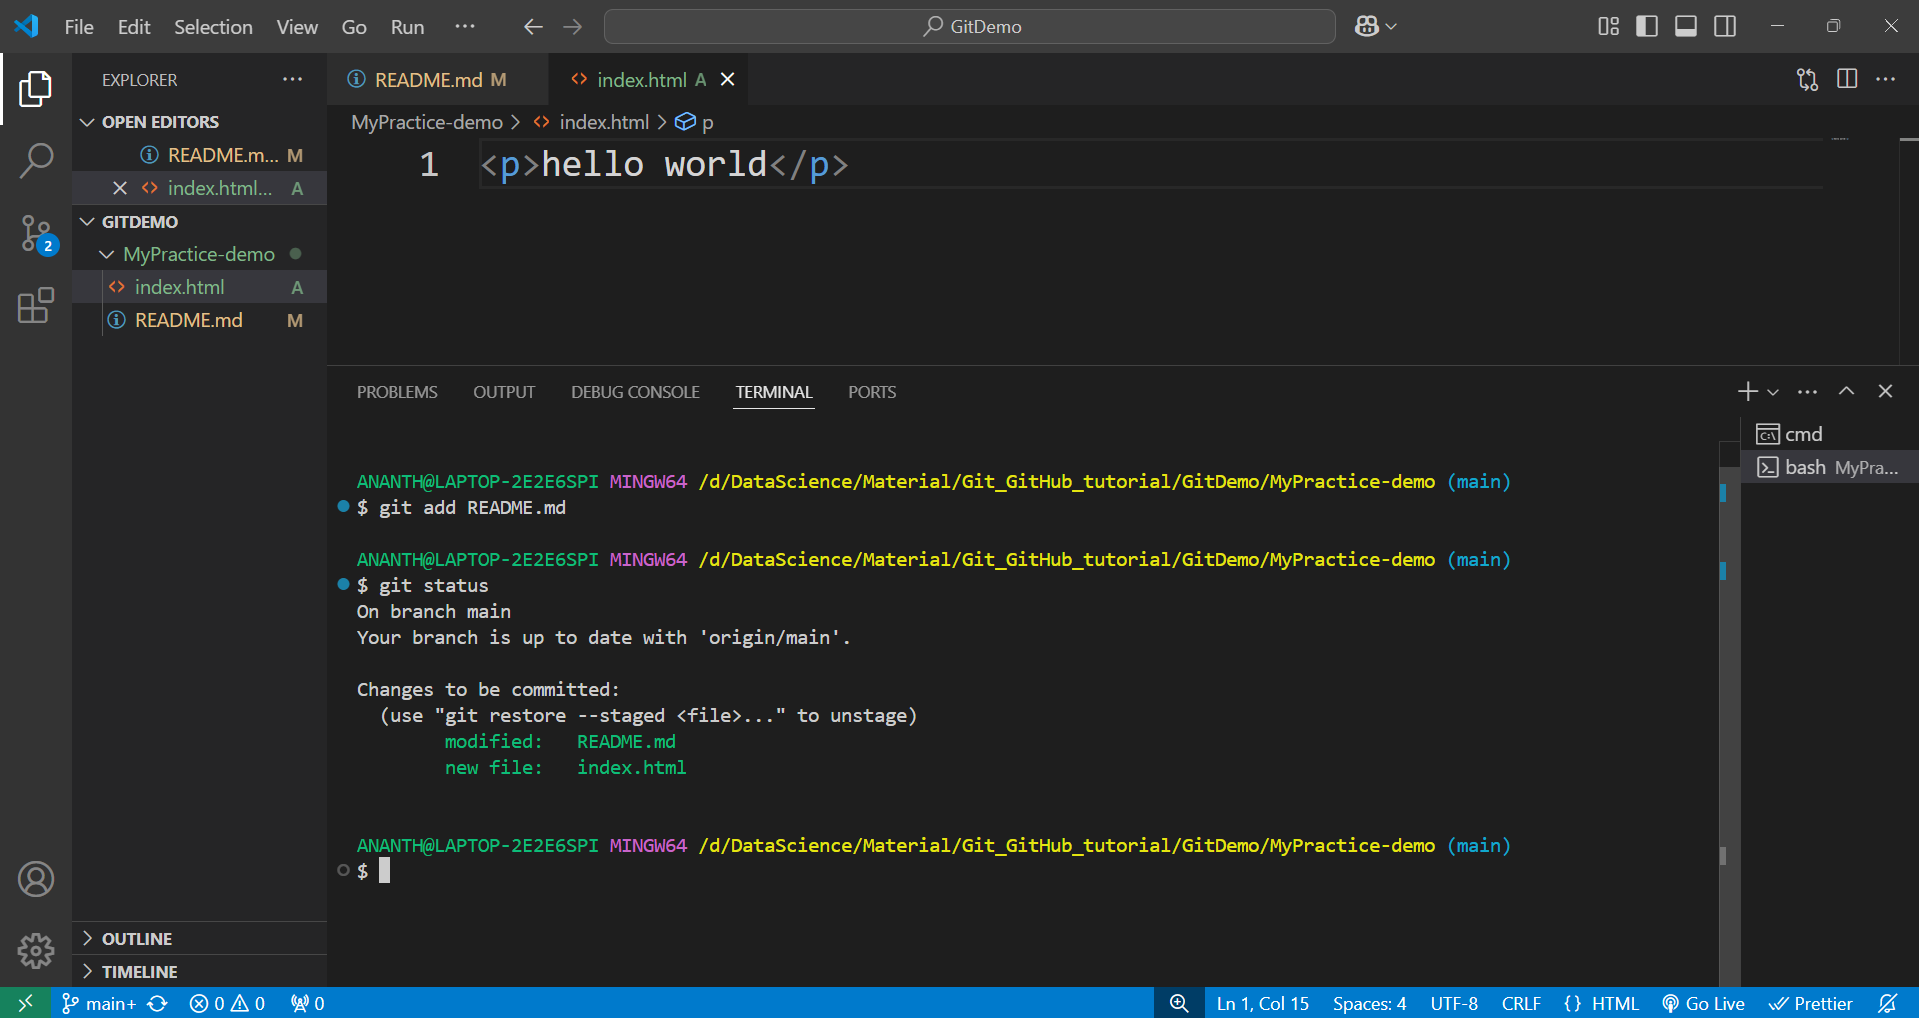 File Edit Selection View Go Run ··· GitDemo
EXPLORER ···
OPEN EDITORS
README.m... M
index.html... A
GITDEMO
MyPractice-demo
index.html A
README.md M
2
OUTLINE
TIMELINE
README.md M index.html A
MyPractice-demo > index.html > p
1 <p>hello world</p>
PROBLEMS OUTPUT DEBUG CONSOLE TERMINAL PORTS
cmd
bash MyPra...
ANANTH@LAPTOP-2E2E6SPI MINGW64 /d/DataScience/Material/Git_GitHub_tutorial/GitDemo/MyPractice-demo (main)
$ git add README.md
ANANTH@LAPTOP-2E2E6SPI MINGW64 /d/DataScience/Material/Git_GitHub_tutorial/GitDemo/MyPractice-demo (main)
$ git status
On branch main
Your branch is up to date with 'origin/main'.
Changes to be committed:
(use "git restore --staged <file>..." to unstage)
modified: README.md
new file: index.html
ANANTH@LAPTOP-2E2E6SPI MINGW64 /d/DataScience/Material/Git_GitHub_tutorial/GitDemo/MyPractice-demo (main)
$
main+ 0 0 0 Ln 1, Col 15 Spaces: 4 UTF-8 CRLF {} HTML Go Live Prettier